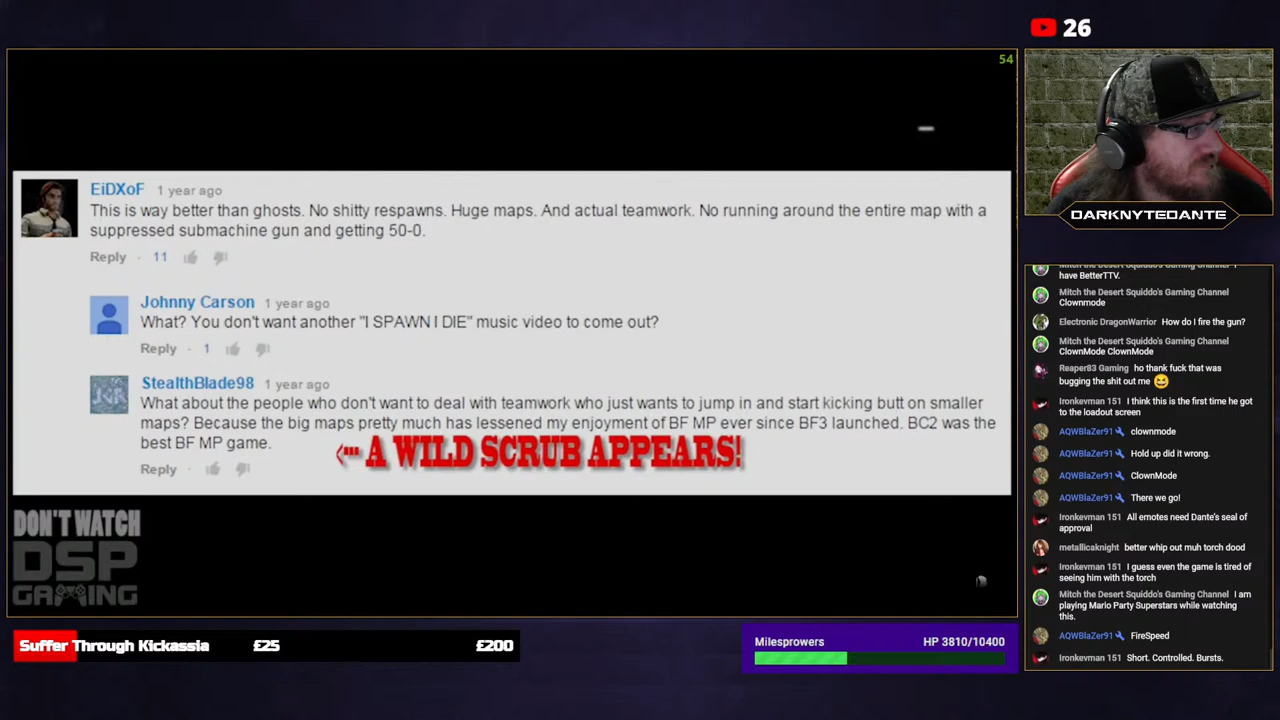 26
54
EiDXoF 1 year ago
This is way better than ghosts. No shitty respawns. Huge maps. And actual teamwork. No running around the entire map with a
suppressed submachine gun and getting 50-0.
Reply · 11
Johnny Carson 1 year ago
What? You don't want another "I SPAWN I DIE" music video to come out?
Reply · 1
StealthBlade98 1 year ago
What about the people who don't want to deal with teamwork who just wants to jump in and start kicking butt on smaller
maps? Because the big maps pretty much has lessened my enjoyment of BF MP ever since BF3 launched. BC2 was the
best BF MP game.
<--- A WILD SCRUB APPEARS!
Reply ·
DON'T WATCH
DSP
GAMING
Suffer Through Kickassia £25 £200
Milesprowers HP 3810/10400
DARKNYTEDANTE
have BetterTTV.
Mitch the Desert Squiddo's Gaming Channel
Clownmode
Electronic DragonWarrior How do I fire the gun?
Mitch the Desert Squiddo's Gaming Channel
ClownMode ClownMode
Reaper83 Gaming ho thank fuck that was
bugging the shit out me
Ironkevman 151 I think this is the first time he got
to the loadout screen
AQWBlaZer91 clownmode
AQWBlaZer91 Hold up did it wrong.
AQWBlaZer91 ClownMode
AQWBlaZer91 There we go!
Ironkevman 151 All emotes need Dante's seal of
approval
metallicaknight better whip out muh torch dood
Ironkevman 151 I guess even the game is tired of
seeing him with the torch
Mitch the Desert Squiddo's Gaming Channel I am
playing Mario Party Superstars while watching
this.
AQWBlaZer91 FireSpeed
Ironkevman 151 Short. Controlled. Bursts.